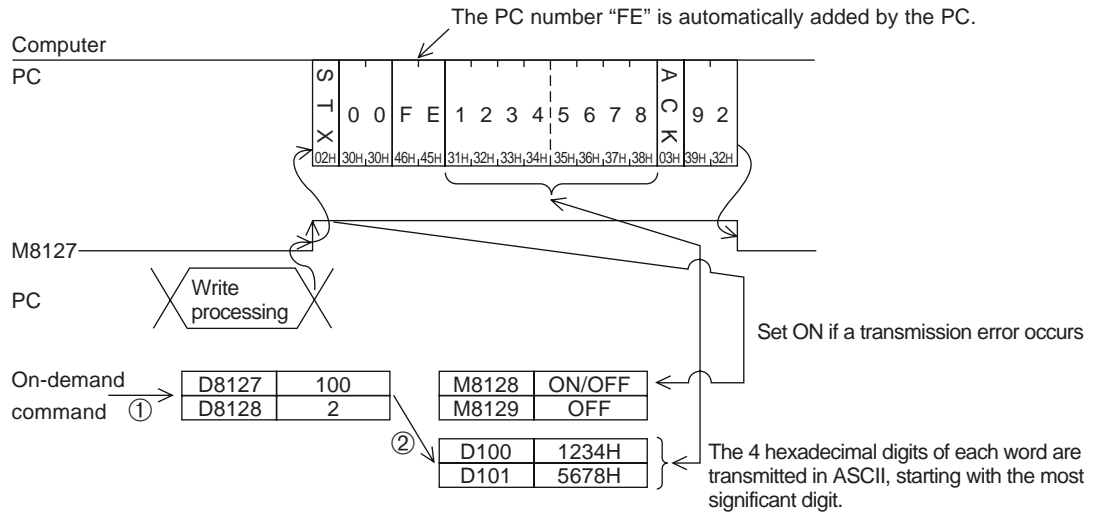 The PC number “FE” is automatically added by the PC.
Computer
PC
STX 0 0 F E 1 2 3 4 5 6 7 8 ACK 9 2
02H 30H,30H 46H,45H 31H,32H,33H,34H 35H,36H,37H,38H 03H 39H,32H
M8127
PC
Write
processing
Set ON if a transmission error occurs
On-demand
command ①
D8127 100
D8128 2
M8128 ON/OFF
M8129 OFF
②
D100 1234H
D101 5678H
The 4 hexadecimal digits of each word are
transmitted in ASCII, starting with the most
significant digit.